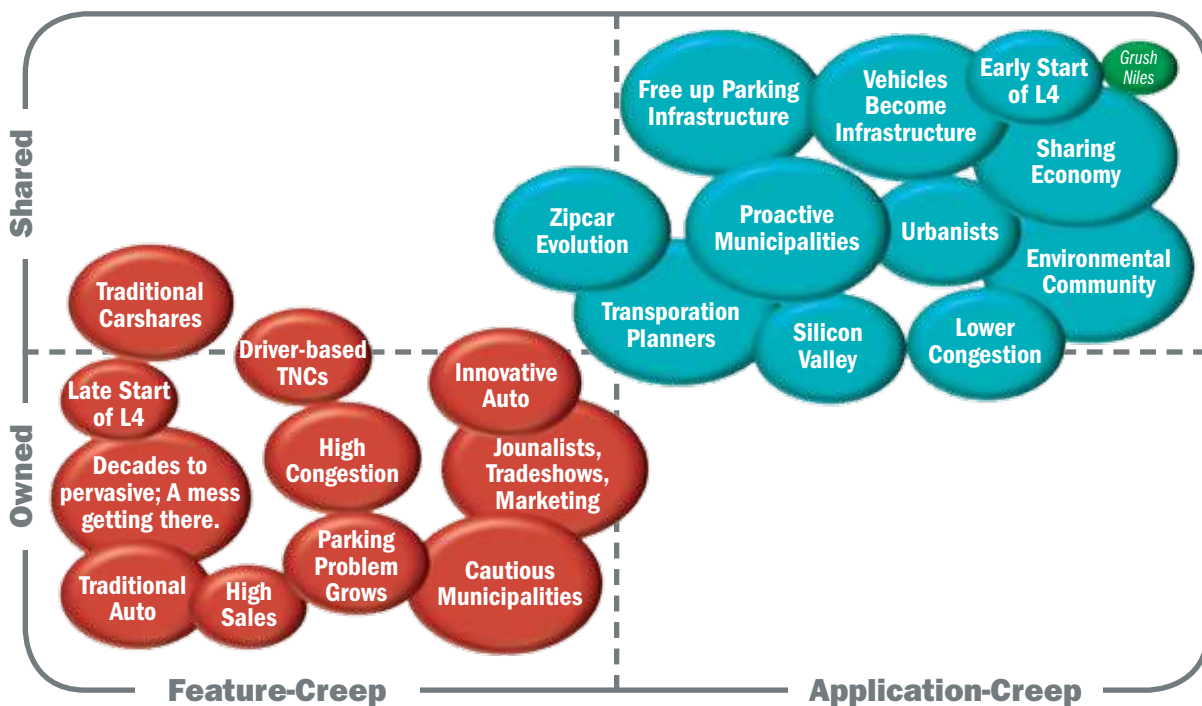 Shared
Owned
Feature-Creep
Application-Creep
Free up Parking
Infrastructure
Vehicles
Become
Infrastructure
Early Start
of L4
Grush
Niles
Sharing
Economy
Zipcar
Evolution
Proactive
Municipalities
Urbanists
Environmental
Community
Transporation
Planners
Silicon
Valley
Lower
Congestion
Traditional
Carshares
Driver-based
TNCs
Innovative
Auto
Late Start
of L4
High
Congestion
Jounalists,
Tradeshows,
Marketing
Decades to
pervasive; A mess
getting there.
Parking
Problem
Grows
Cautious
Municipalities
Traditional
Auto
High
Sales